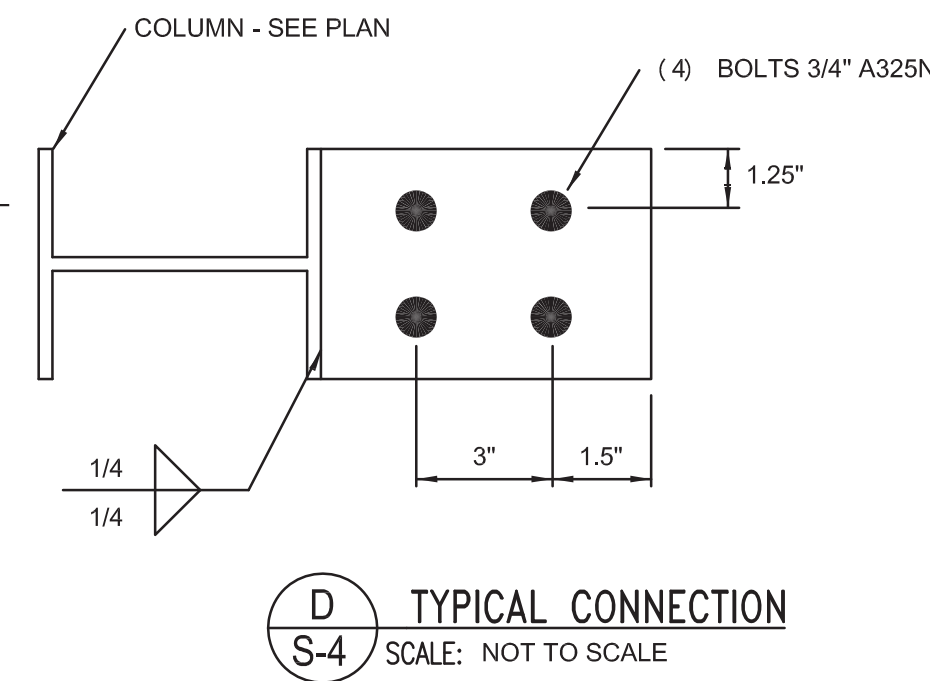 COLUMN - SEE PLAN
( 4) BOLTS 3/4" A325N
1.25"
3"
1.5"
1/4
1/4
D
S-4
TYPICAL CONNECTION
SCALE: NOT TO SCALE